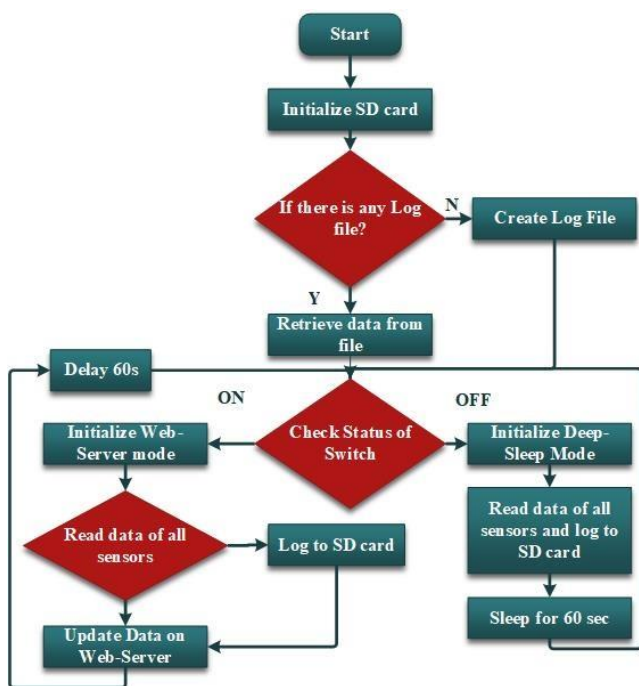 Start
Initialize SD card
If there is any Log
file?
N
Create Log File
Y
Retrieve data from
file
Delay 60s
ON
OFF
Check Status of
Switch
Initialize Web-
Server mode
Initialize Deep-
Sleep Mode
Read data of all
sensors
Log to SD card
Read data of all
sensors and log to
SD card
Update Data on
Web-Server
Sleep for 60 sec